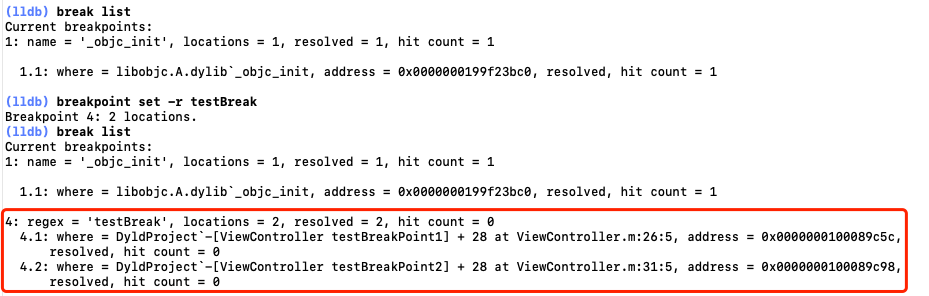 (lldb) break list
Current breakpoints:
1: name = '_objc_init', locations = 1, resolved = 1, hit count = 1
1.1: where = libobjc.A.dylib`_objc_init, address = 0x0000000199f23bc0, resolved, hit count = 1
(lldb) breakpoint set -r testBreak
Breakpoint 4: 2 locations.
(lldb) break list
Current breakpoints:
1: name = '_objc_init', locations = 1, resolved = 1, hit count = 1
1.1: where = libobjc.A.dylib`_objc_init, address = 0x0000000199f23bc0, resolved, hit count = 1
4: regex = 'testBreak', locations = 2, resolved = 2, hit count = 0
4.1: where = DyldProject`-[ViewController testBreakPoint1] + 28 at ViewController.m:26:5, address = 0x0000000100089c5c,
resolved, hit count = 0
4.2: where = DyldProject`-[ViewController testBreakPoint2] + 28 at ViewController.m:31:5, address = 0x0000000100089c98,
resolved, hit count = 0